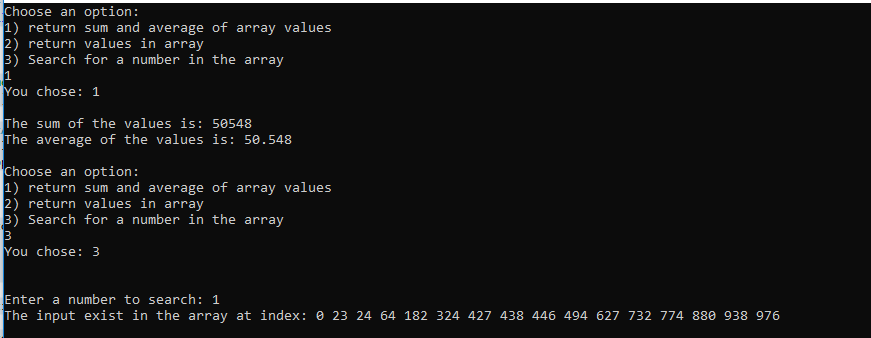 Choose an option:
1) return sum and average of array values
2) return values in array
3) Search for a number in the array
1
You chose: 1
The sum of the values is: 50548
The average of the values is: 50.548
Choose an option:
1) return sum and average of array values
2) return values in array
3) Search for a number in the array
3
You chose: 3
Enter a number to search: 1
The input exist in the array at index: 0 23 24 64 182 324 427 438 446 494 627 732 774 880 938 976